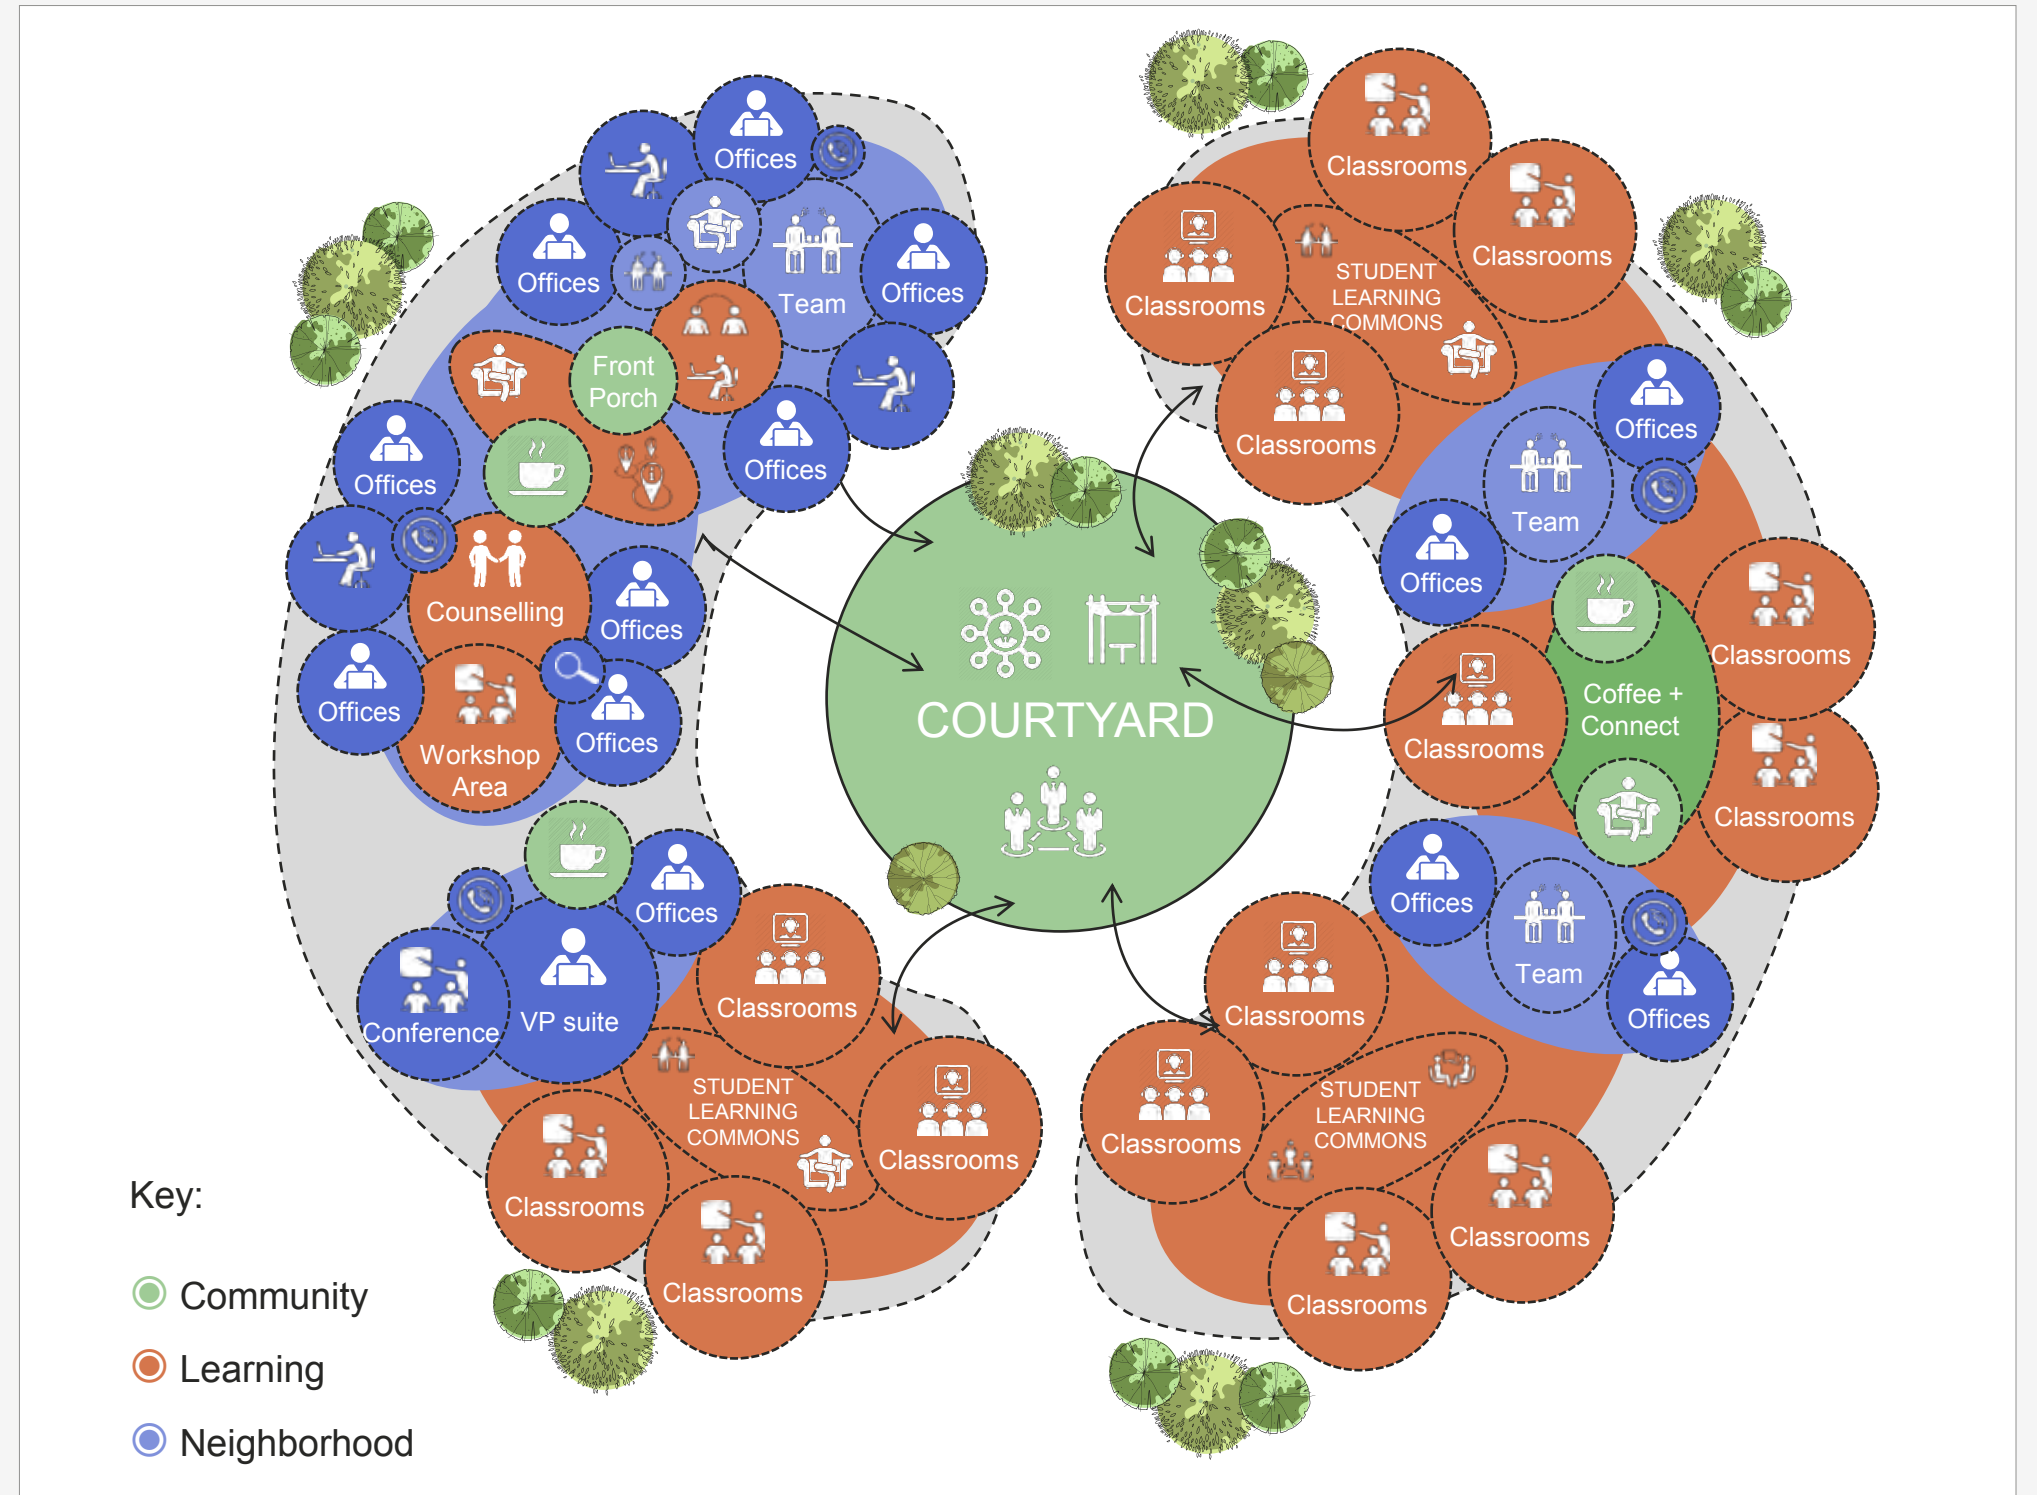 Offices
Offices
Offices
Team
Offices
Front
Porch
Offices
Offices
Counselling
Offices
Offices
Workshop
Area
Offices
Offices
VP suite
Conference
Classrooms
STUDENT
LEARNING
COMMONS
Classrooms
Classrooms
Classrooms
COURTYARD
Classrooms
Classrooms
Classrooms
STUDENT
LEARNING
COMMONS
Classrooms
Offices
Team
Offices
Classrooms
Coffee +
Connect
Classrooms
Classrooms
Offices
Team
Offices
Classrooms
Classrooms
STUDENT
LEARNING
COMMONS
Classrooms
Classrooms
Key:
Community
Learning
Neighborhood